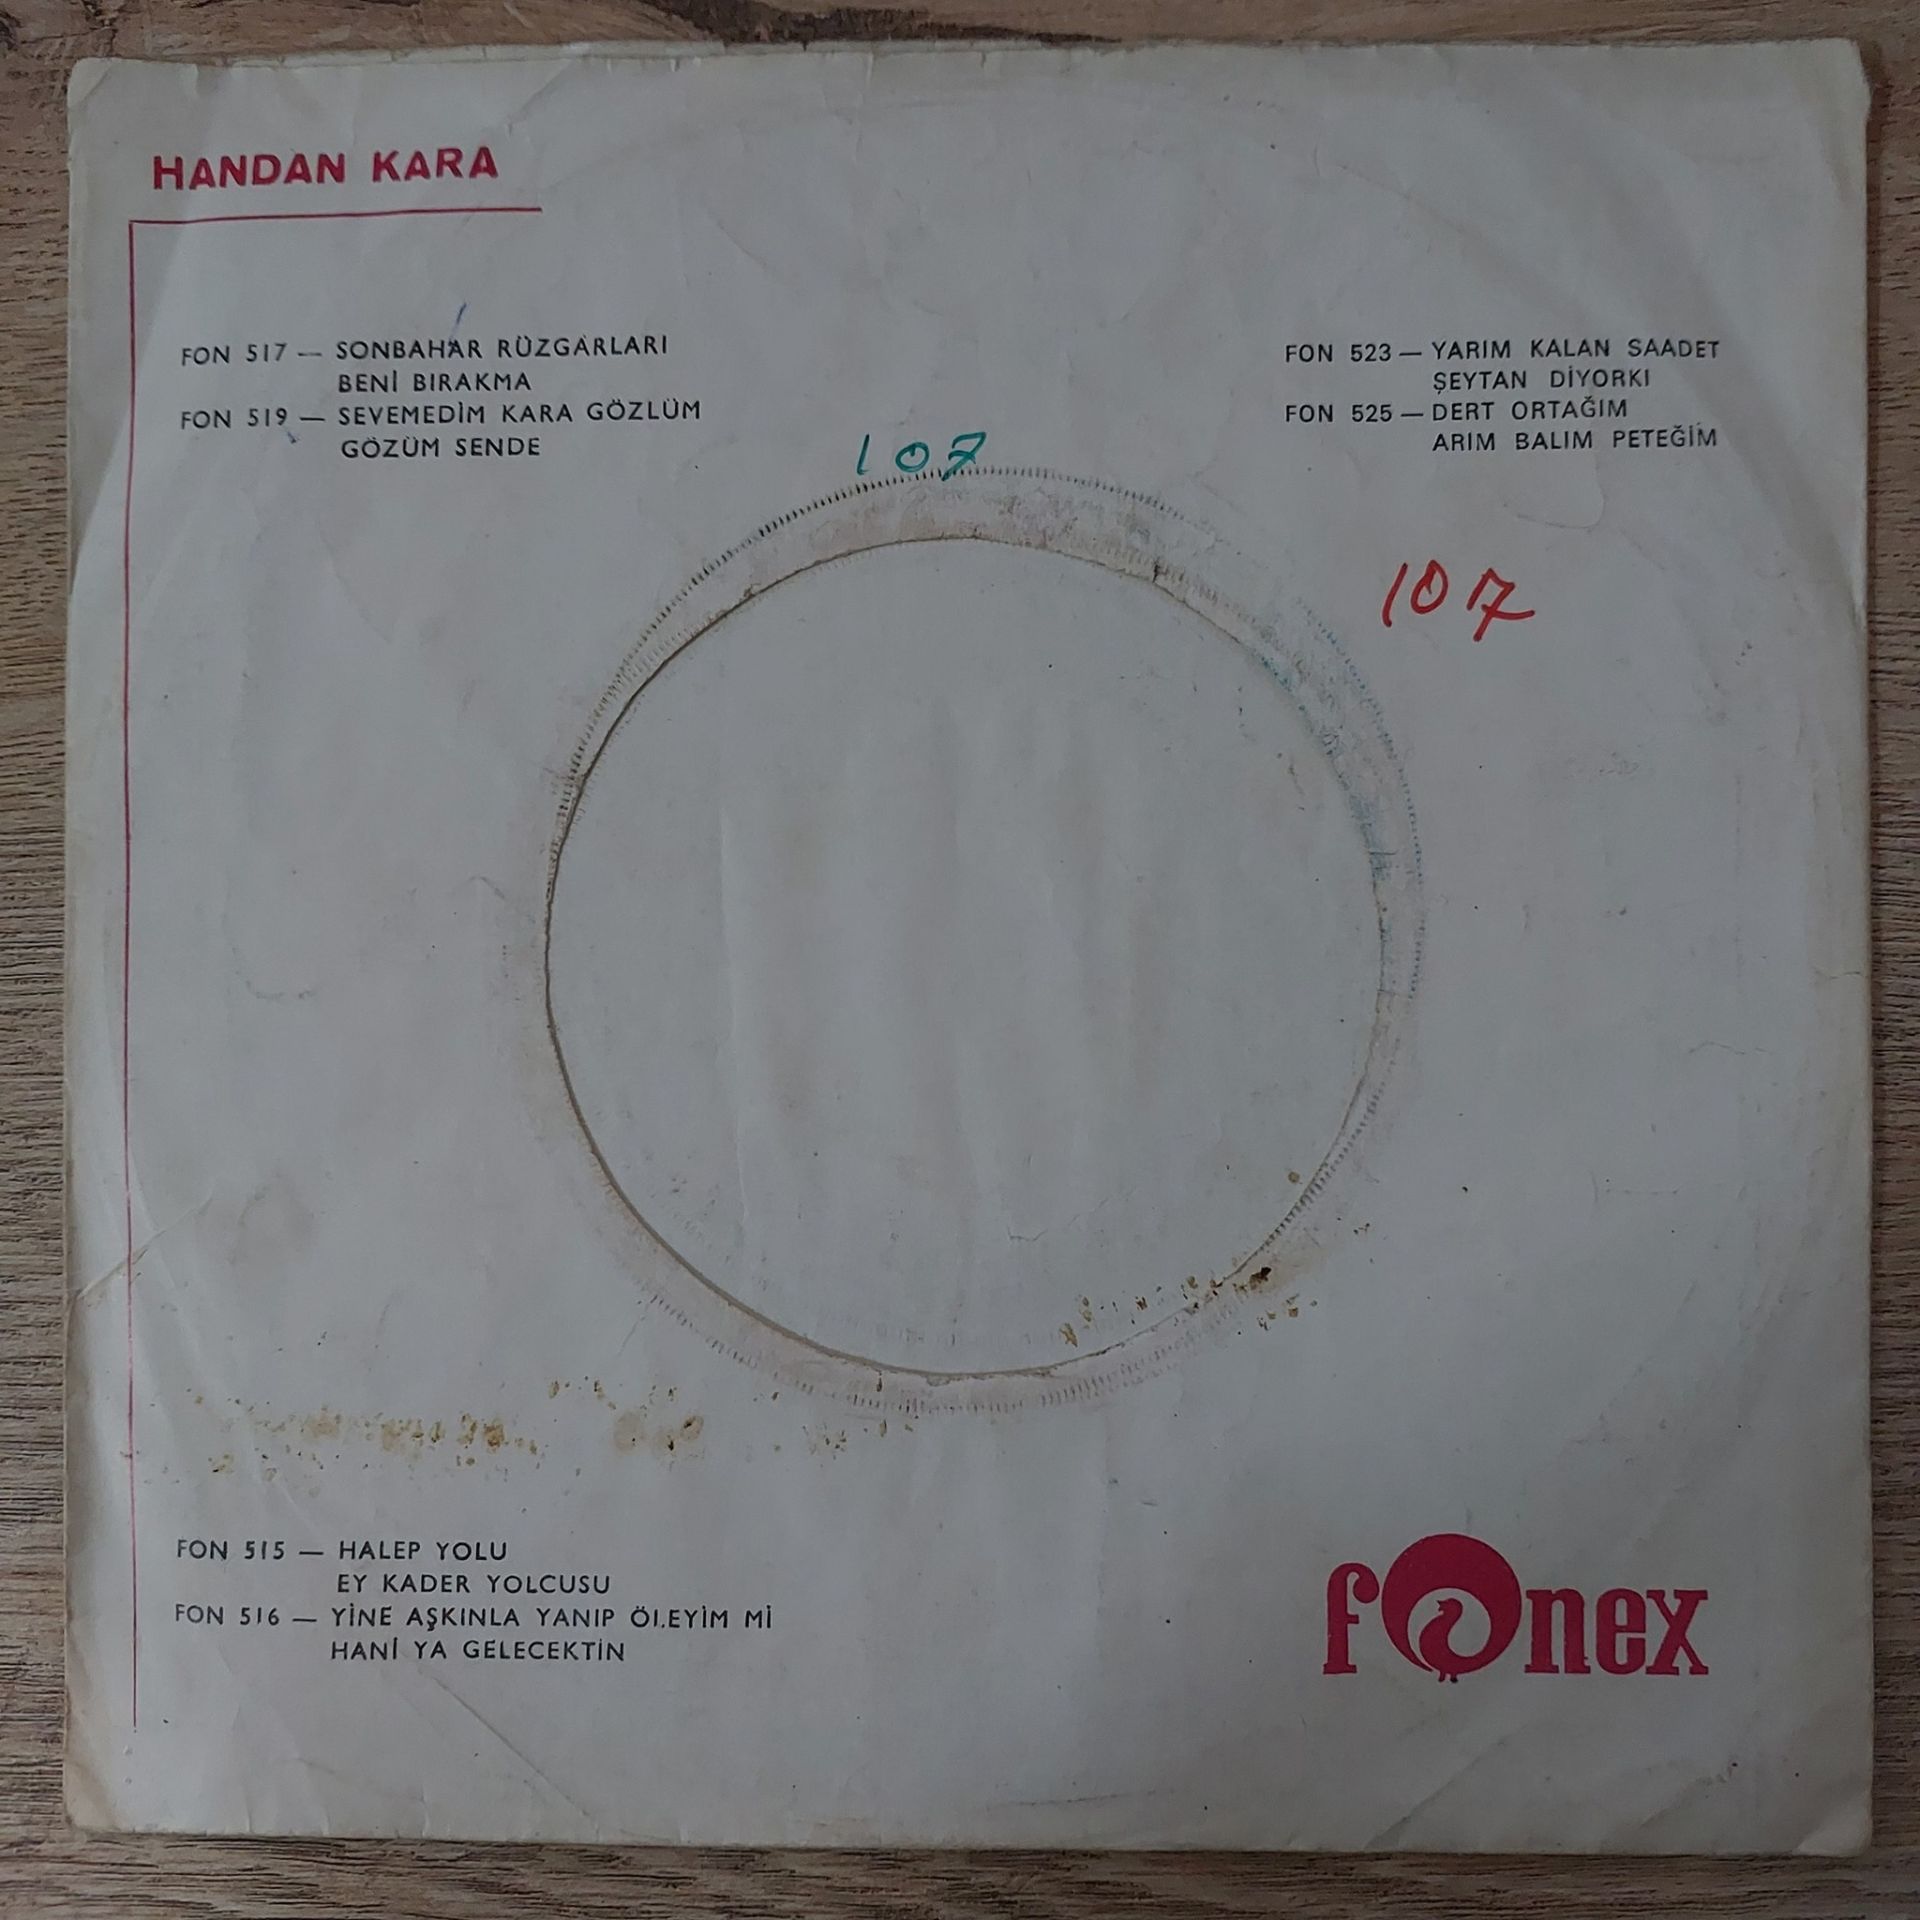 HANDAN KARA
FON 517 — SONBAHAR RÜZGARLARI
BENİ BIRAKMA
FON 519 — SEVEMEDİM KARA GÖZLÜM
GÖZÜM SENDE
FON 523 — YARIM KALAN SAADET
ŞEYTAN DİYORKI
FON 525 — DERT ORTAĞIM
ARIM BALIM PETEĞİM
107
107
FON 515 — HALEP YOLU
EY KADER YOLCUSU
FON 516 — YİNE AŞKINLA YANIP ÖLEYİM Mİ
HANİ YA GELECEKTİN
fonex